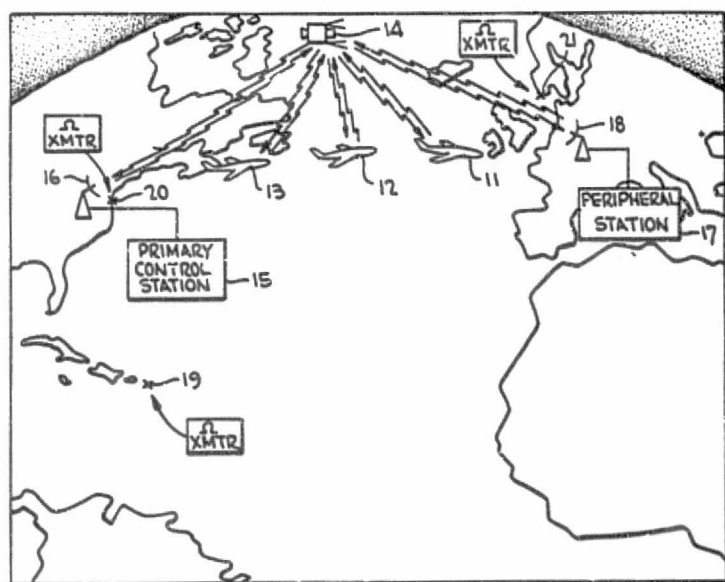 14
Ω
XMTR
21
Ω
XMTR
18
16
20
13
12
11
PERIPHERAL
STATION
17
PRIMARY
CONTROL
STATION
15
19
Ω
XMTR